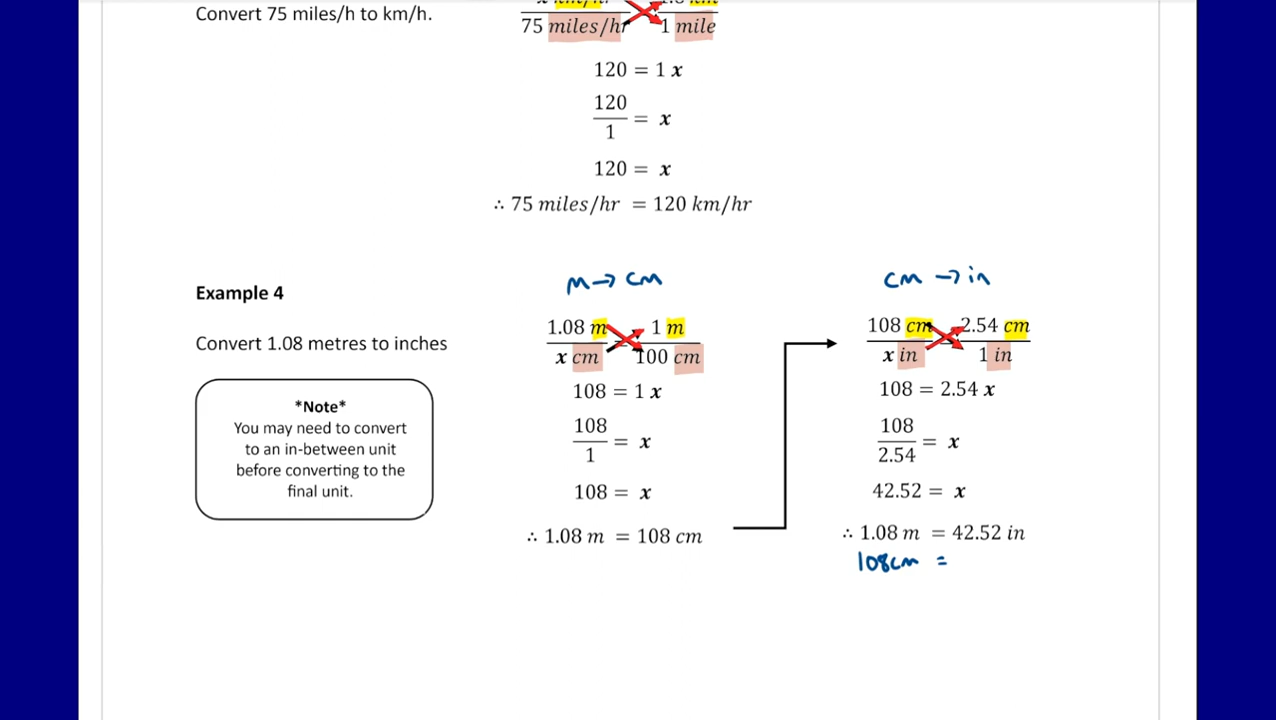 Convert 75 miles/h to km/h.
75 miles/hr 1 mile
120 = 1 x
120
1
= x
120 = x
∴ 75 miles/hr = 120 km/hr
Example 4
Convert 1.08 metres to inches
*Note*
You may need to convert
to an in-between unit
before converting to the
final unit.
m → cm
1.08 m 1 m
x cm = 100 cm
108 = 1 x
108
1
= x
108 = x
∴ 1.08 m = 108 cm
cm → in
108 cm 2.54 cm
x in = 1 in
108 = 2.54 x
108
2.54
= x
42.52 = x
∴ 1.08 m = 42.52 in
108cm =